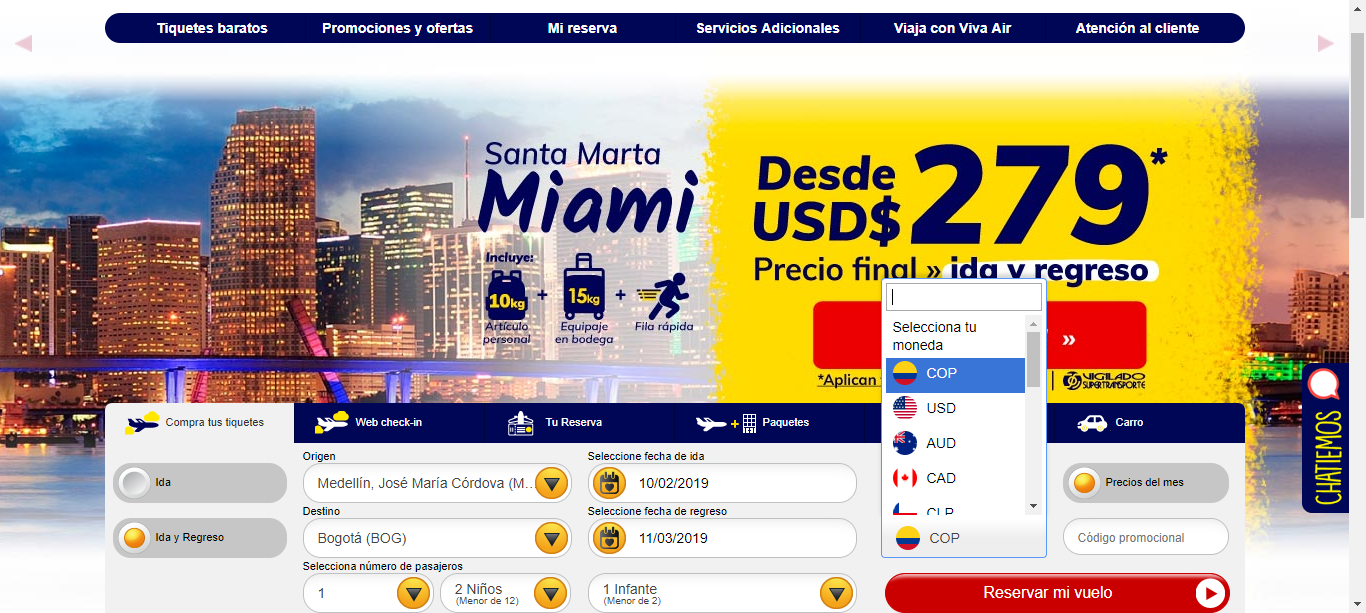 Tiquetes baratos
Promociones y ofertas
Mi reserva
Servicios Adicionales
Viaja con Viva Air
Atención al cliente
Santa Marta
Miami
Incluye:
10kg + 15kg +
Artículo personal
Equipaje en bodega
Fila rápida
Desde
USD$ 279*
Precio final » ida y regreso
»
*Aplican
VIGILADO
SUPERTRANSPORTE
Selecciona tu
moneda
COP
USD
AUD
CAD
CLP
COP
CHATIEMOS
Compra tus tiquetes
Web check-in
Tu Reserva
Paquetes
Carro
Ida
Ida y Regreso
Origen
Medellín, José María Córdova (M...
Destino
Bogotá (BOG)
Selecciona número de pasajeros
1
2 Niños
(Menor de 12)
Seleccione fecha de ida
10/02/2019
Seleccione fecha de regreso
11/03/2019
1 Infante
(Menor de 2)
Precios del mes
Código promocional
Reservar mi vuelo